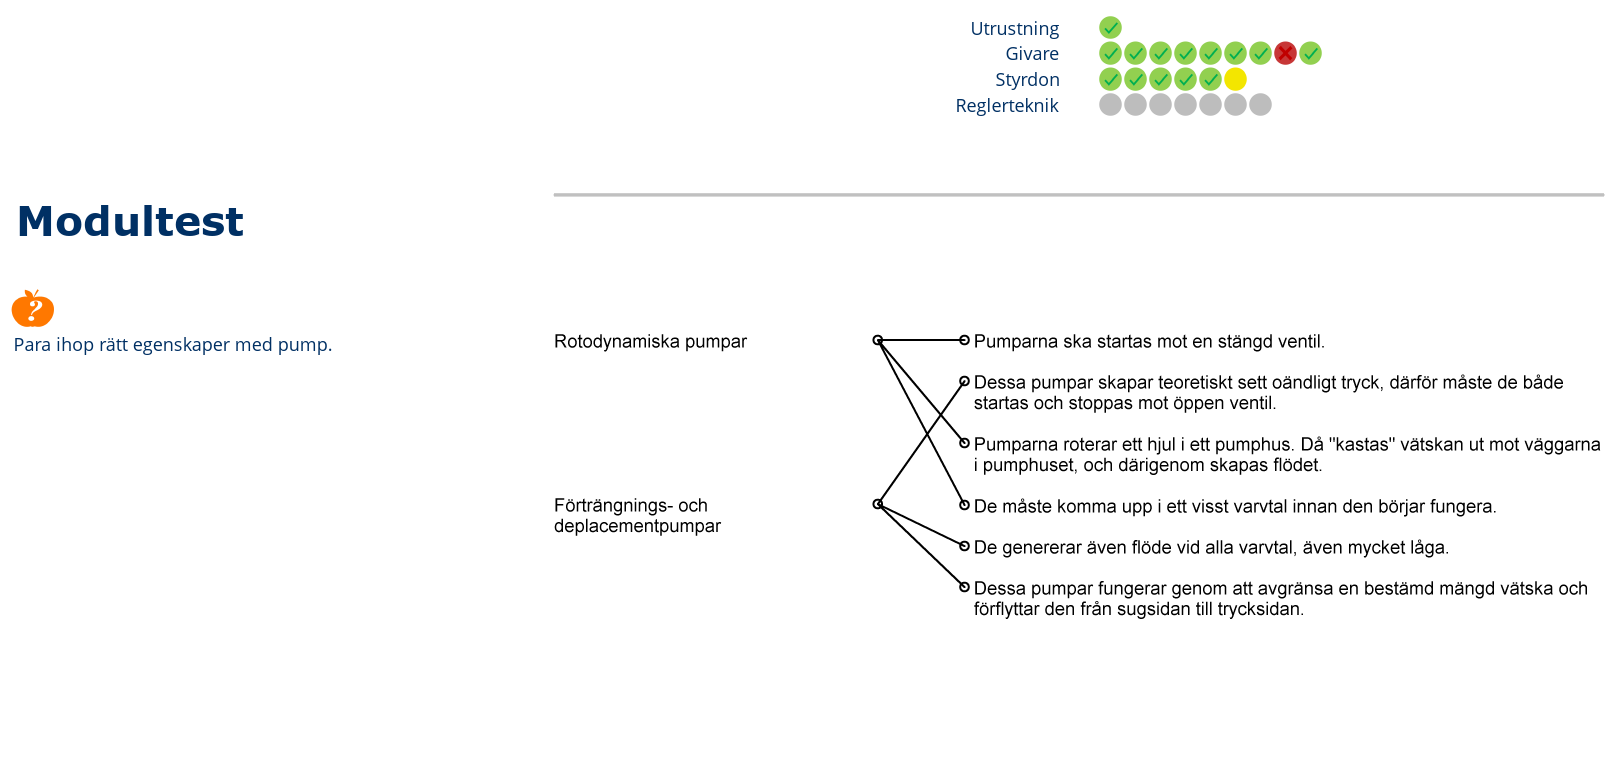 Utrustning
Givare
Styrdon
Reglerteknik
Modultest
?
Para ihop rätt egenskaper med pump.
Rotodynamiska pumpar
Förträngnings- och
deplacementpumpar
Pumparna ska startas mot en stängd ventil.
Dessa pumpar skapar teoretiskt sett oändligt tryck, därför måste de både
startas och stoppas mot öppen ventil.
Pumparna roterar ett hjul i ett pumphus. Då "kastas" vätskan ut mot väggarna
i pumphuset, och därigenom skapas flödet.
De måste komma upp i ett visst varvtal innan den börjar fungera.
De genererar även flöde vid alla varvtal, även mycket låga.
Dessa pumpar fungerar genom att avgränsa en bestämd mängd vätska och
förflyttar den från sugsidan till trycksidan.